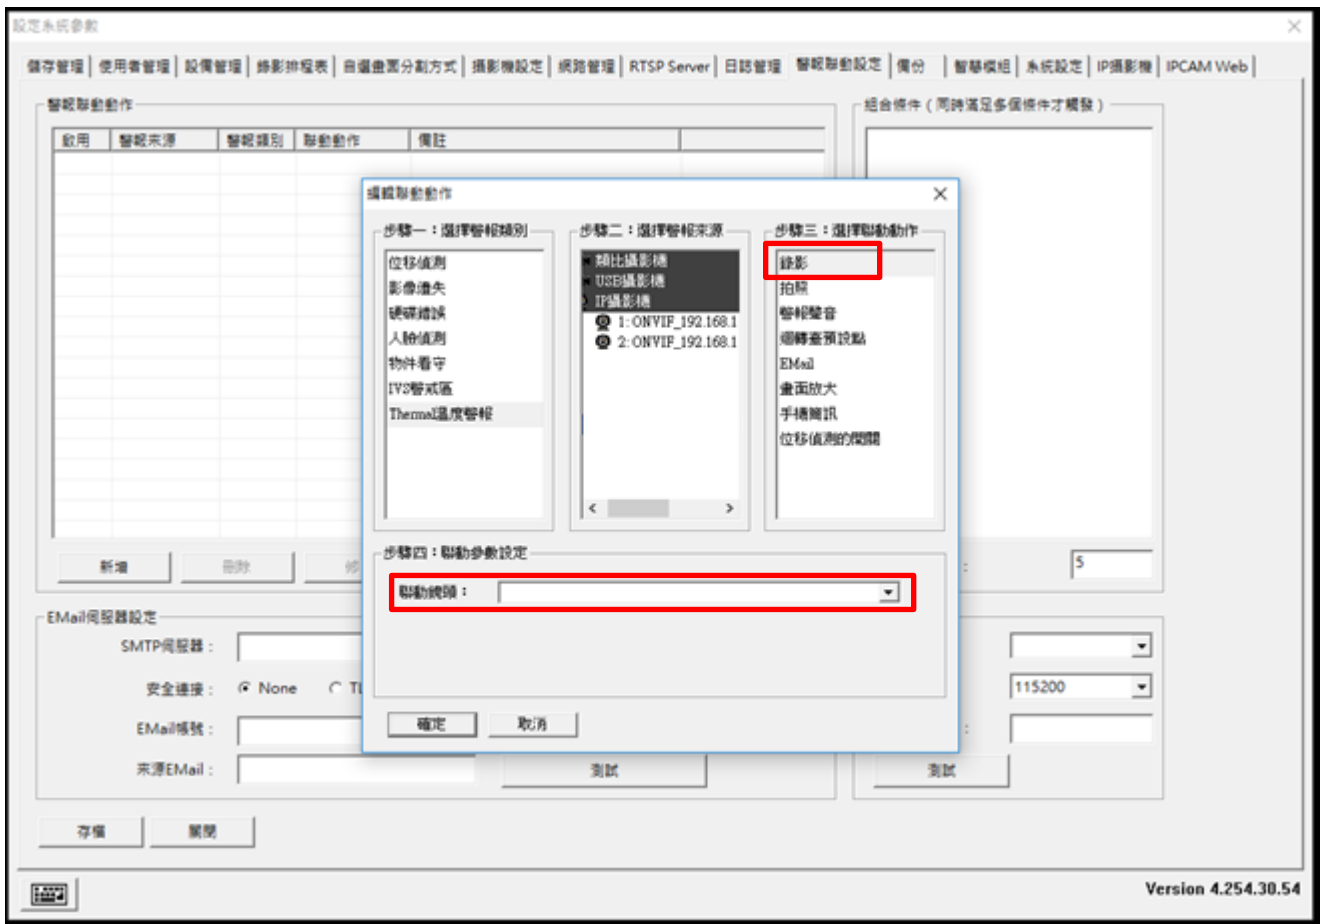 設定系統參數
儲存管理 使用者管理 設備管理 錄影排程表 自選畫面分割方式 攝影機設定 網路管理 RTSP Server 日誌管理 警報聯動設定 備份 智慧模組 系統設定 IP攝影機 IPCAM Web
警報聯動動作
組合條件 ( 同時滿足多個條件才觸發 )
啟用 警報來源 警報類別 聯動動作 備註
編輯聯動動作
步驟一：選擇警報類別
位移偵測
影像遺失
硬碟錯誤
人臉偵測
物件看守
IVS警戒區
Thermal溫度警報
步驟二：選擇警報來源
類比攝影機
USB攝影機
IP攝影機
1: ONVIF_192.168.1
2: ONVIF_192.168.1
步驟三：選擇聯動動作
錄影
拍照
警報聲音
迴轉臺預設點
EMail
畫面放大
手機簡訊
位移偵測的開關
步驟四：聯動參數設定
聯動鏡頭：
確定 取消
新增 刪除 修
: 5
EMail伺服器設定
SMTP伺服器 :
安全連接 : None TL
115200
EMail帳號 :
:
來源EMail :
測試 測試
存檔 關閉
Version 4.254.30.54